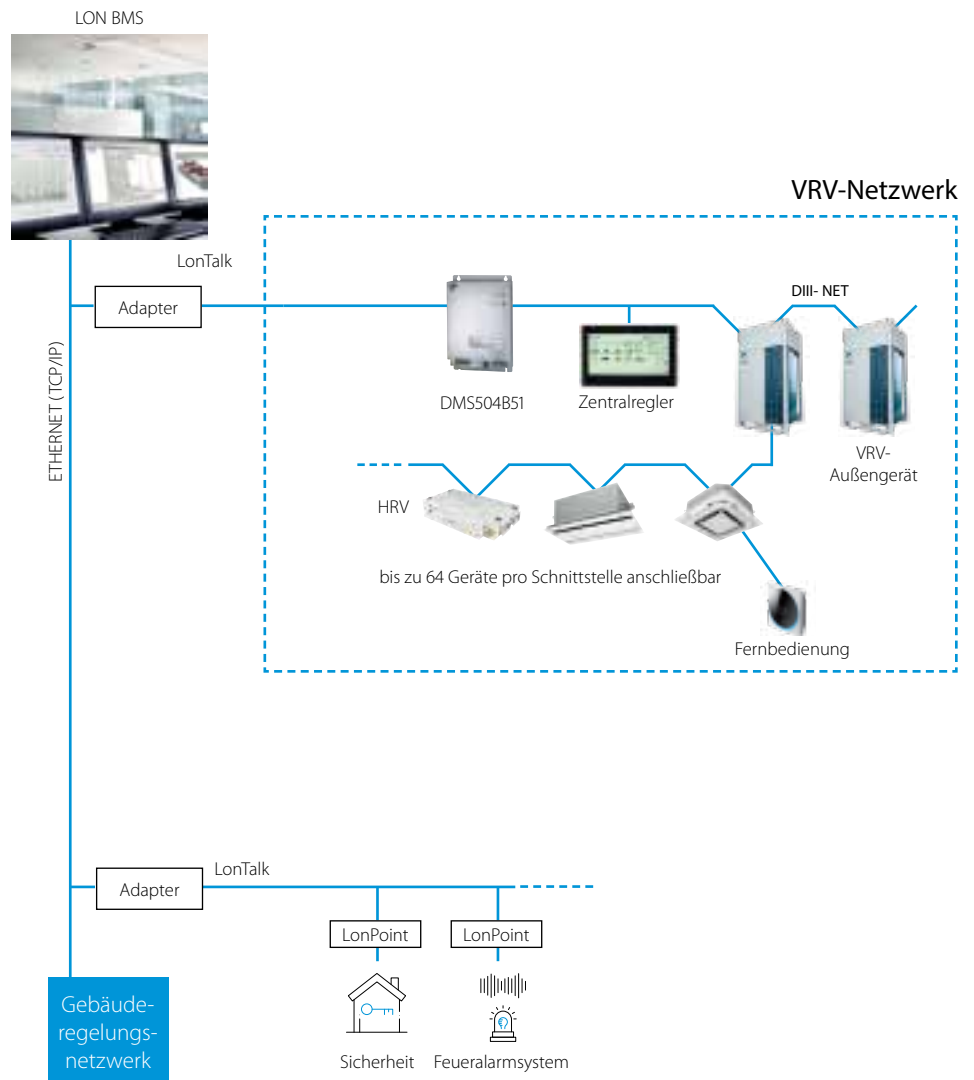 LON BMS
VRV-Netzwerk
LonTalk
Adapter
DIII- NET
ETHERNET (TCP/IP)
DMS504B51
Zentralregler
VRV-
Außengerät
HRV
bis zu 64 Geräte pro Schnittstelle anschließbar
Fernbedienung
LonTalk
Adapter
LonPoint
LonPoint
Gebäude-
regelungs-
netzwerk
Sicherheit
Feueralarmsystem